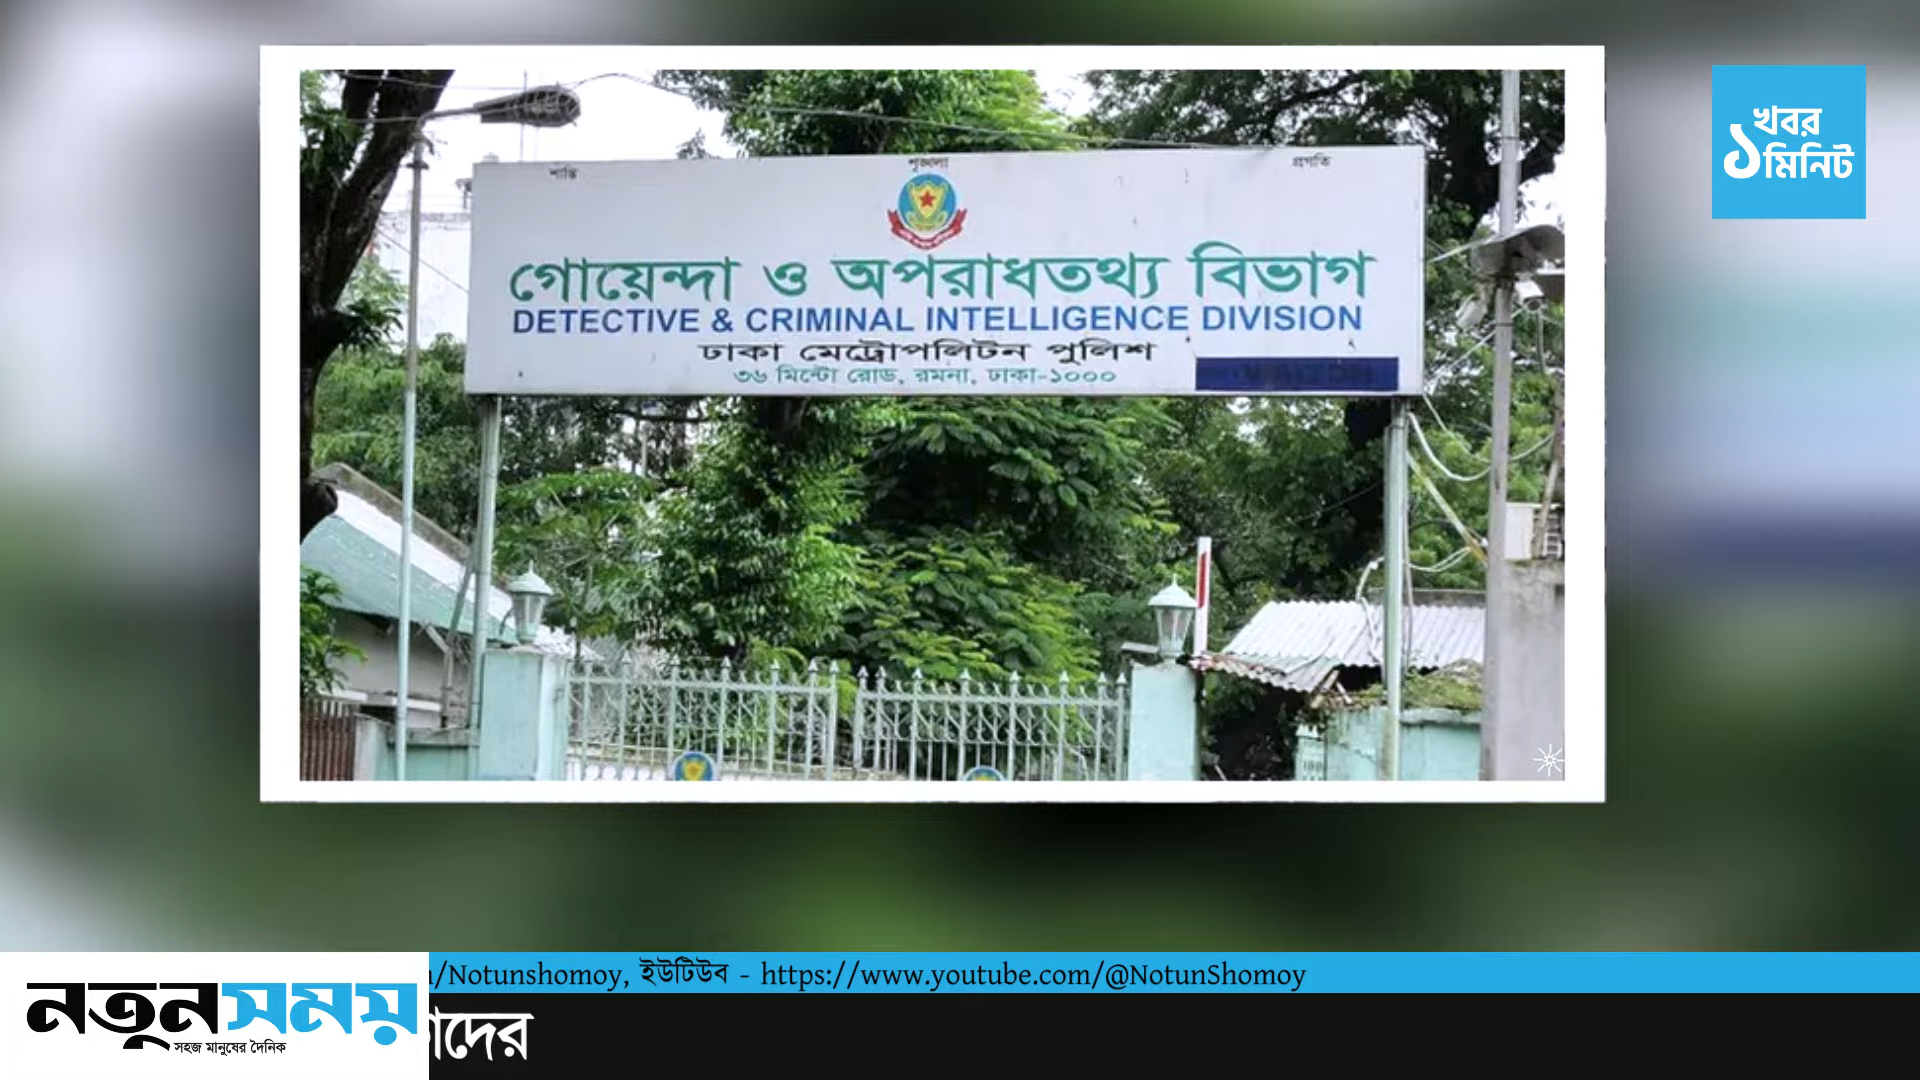 খবর
১ মিনিট
শান্তি
শৃঙ্খলা
প্রগতি
গোয়েন্দা ও অপরাধতথ্য বিভাগ
DETECTIVE & CRIMINAL INTELLIGENCE DIVISION
ঢাকা মেট্রোপলিটন পুলিশ
৩৬ মিন্টো রোড, রমনা, ঢাকা-১০০০
/Notunshomoy, ইউটিউব - https://www.youtube.com/@NotunShomoy
নতুনসময়
সহজ মানুষের দৈনিক